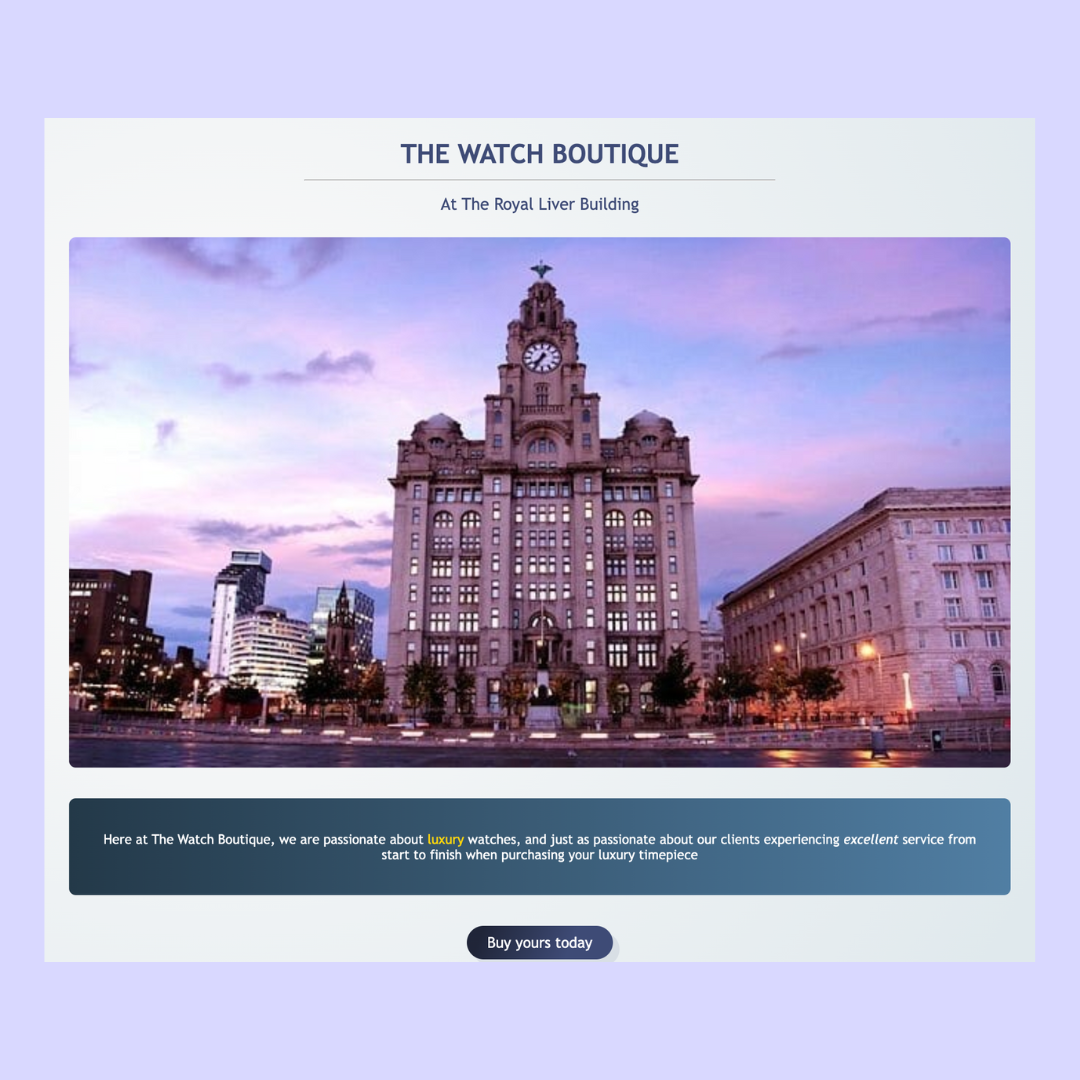 THE WATCH BOUTIQUE
At The Royal Liver Building
Here at The Watch Boutique, we are passionate about luxury watches, and just as passionate about our clients experiencing excellent service from
start to finish when purchasing your luxury timepiece
Buy yours today